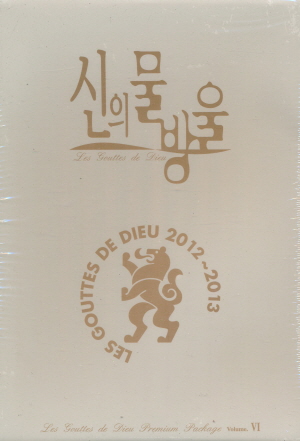 신의 물방울
Les Gouttes de Dieu
LES GOUTTES DE DIEU 2012~2013
Les Gouttes de Dieu Premium Package Volume. VI